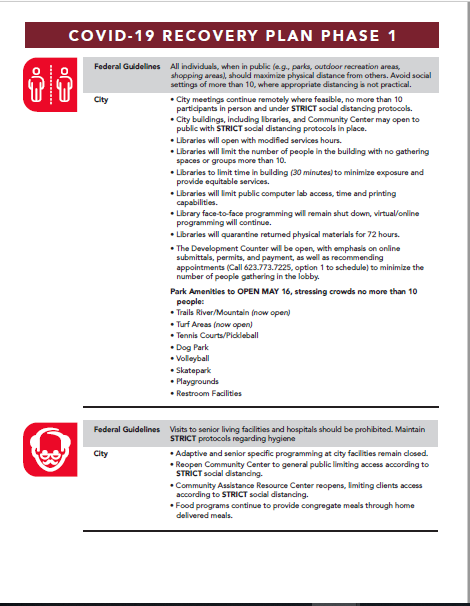 COVID-19 RECOVERY PLAN PHASE 1
Federal Guidelines
All individuals, when in public (e.g., parks, outdoor recreation areas,
shopping areas), should maximize physical distance from others. Avoid social
settings of more than 10, where appropriate distancing is not practical.
City
• City meetings continue remotely where feasible, no more than 10
participants in person and under STRICT social distancing protocols.
• City buildings, including libraries, and Community Center may open to
public with STRICT social distancing protocols in place.
• Libraries will open with modified services hours.
• Libraries will limit the number of people in the building with no gathering
spaces or groups more than 10.
• Libraries to limit time in building (30 minutes) to minimize exposure and
provide equitable services.
• Libraries will limit public computer lab access, time and printing
capabilities.
• Library face-to-face programming will remain shut down, virtual/online
programming will continue.
• Libraries will quarantine returned physical materials for 72 hours.
• The Development Counter will be open, with emphasis on online
submittals, permits, and payment, as well as recommending
appointments (Call 623.773.7225, option 1 to schedule) to minimize the
number of people gathering in the lobby.
Park Amenities to OPEN MAY 16, stressing crowds no more than 10
people:
• Trails River/Mountain (now open)
• Turf Areas (now open)
• Tennis Courts/Pickleball
• Dog Park
• Volleyball
• Skatepark
• Playgrounds
• Restroom Facilities
Federal Guidelines
Visits to senior living facilities and hospitals should be prohibited. Maintain
STRICT protocols regarding hygiene
City
• Adaptive and senior specific programming at city facilities remain closed.
• Reopen Community Center to general public limiting access according to
STRICT social distancing.
• Community Assistance Resource Center reopens, limiting clients access
according to STRICT social distancing.
• Food programs continue to provide congregate meals through home
delivered meals.